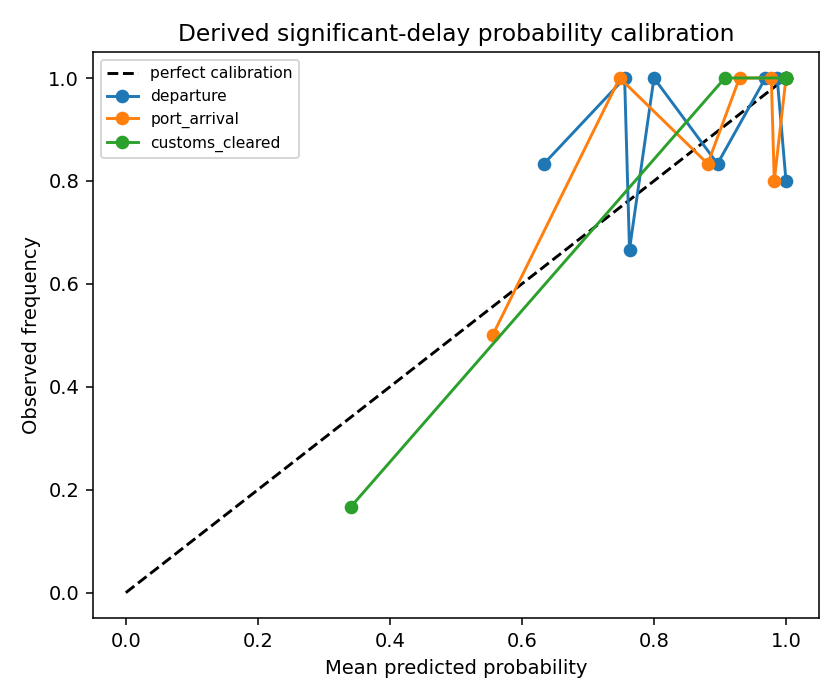 Derived significant-delay probability calibration
perfect calibration
departure
port_arrival
customs_cleared
Observed frequency
1.0
0.8
0.6
0.4
0.2
0.0
0.0 0.2 0.4 0.6 0.8 1.0
Mean predicted probability